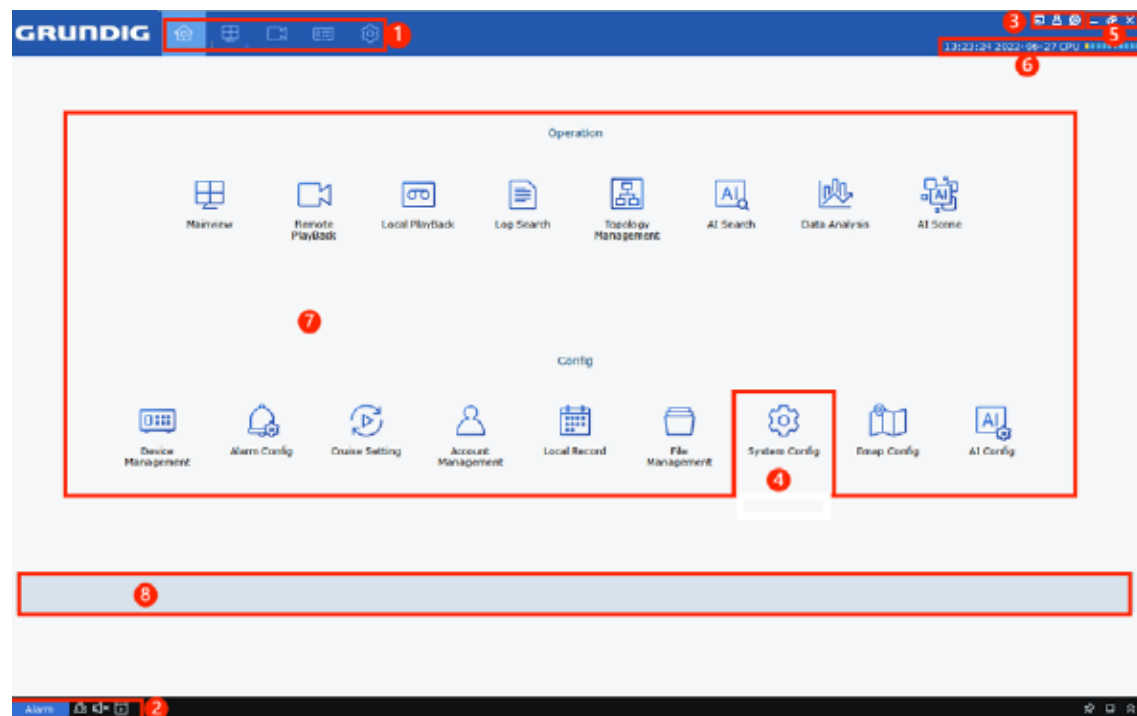 GRUNDIG
1
3
5
13:23:24 2022-06-27 CPU
6
Operation
Mainview
Remote
PlayBack
Local PlayBack
Log Search
Topology
Management
AI Search
Data Analysis
AI Scene
7
Config
Device
Management
Alarm Config
Cruise Setting
Account
Management
Local Record
File
Management
System Config
Emap Config
AI Config
4
8
Alarm
2